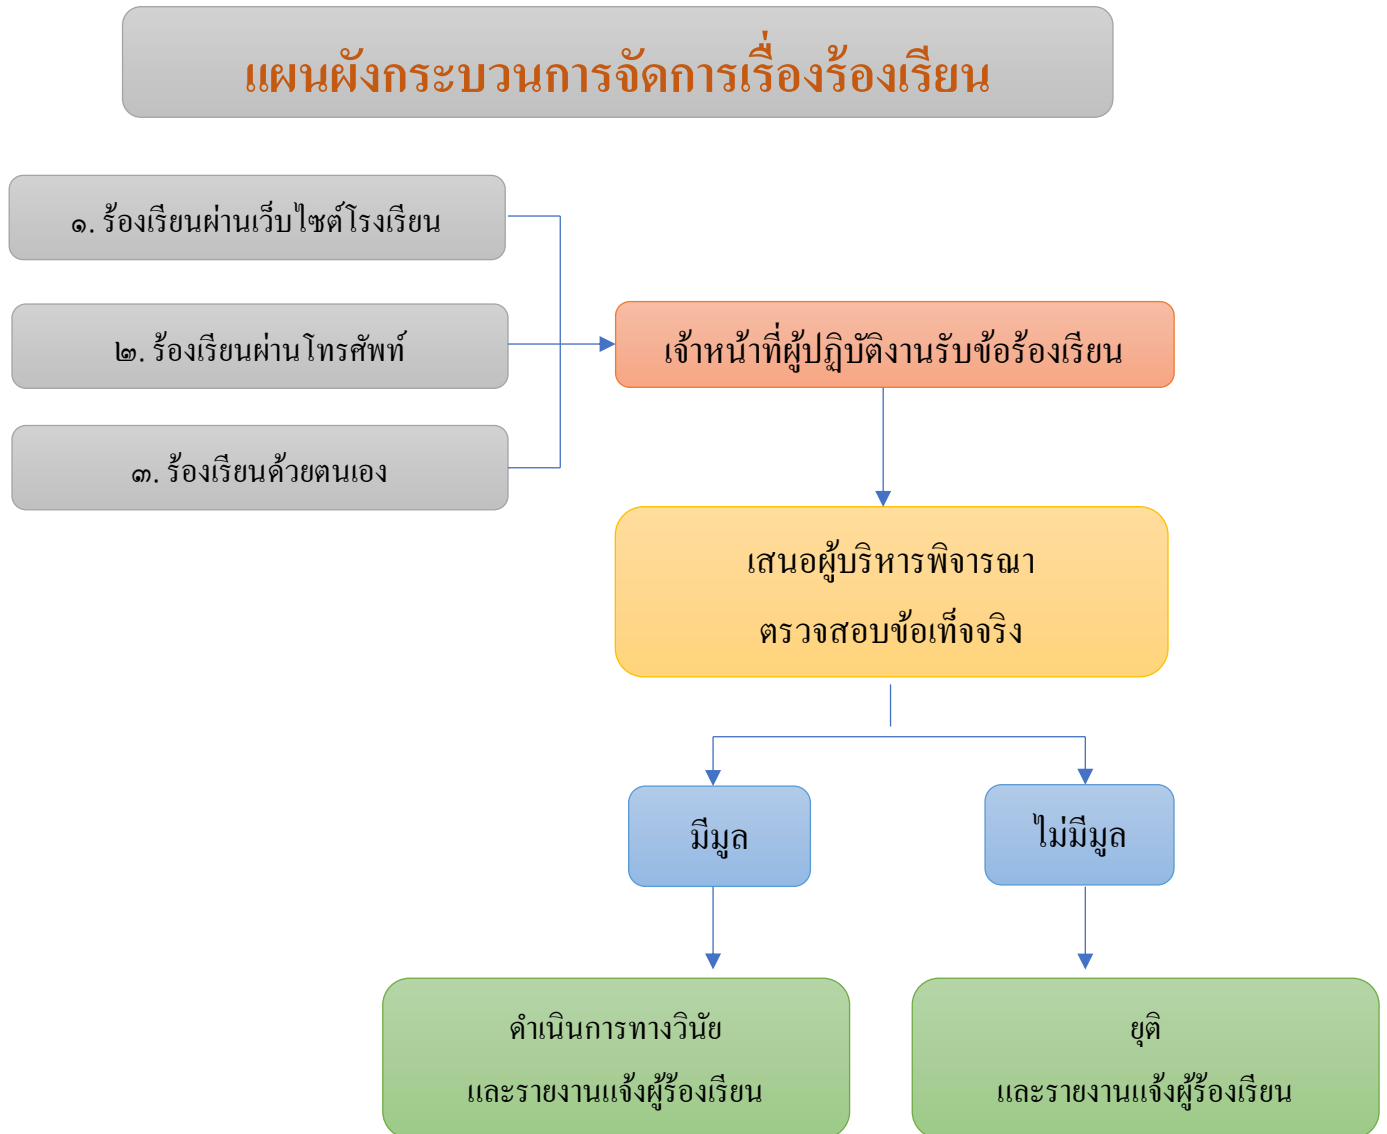 แผนผังกระบวนการจัดการเรื่องร้องเรียน
๑. ร้องเรียนผ่านเว็บไซต์โรงเรียน
๒. ร้องเรียนผ่านโทรศัพท์
๓. ร้องเรียนด้วยตนเอง
เจ้าหน้าที่ผู้ปฏิบัติงานรับข้อร้องเรียน
เสนอผู้บริหารพิจารณา
ตรวจสอบข้อเท็จจริง
มีมูล
ไม่มีมูล
ดำเนินการทางวินัย
และรายงานแจ้งผู้ร้องเรียน
ยุติ
และรายงานแจ้งผู้ร้องเรียน